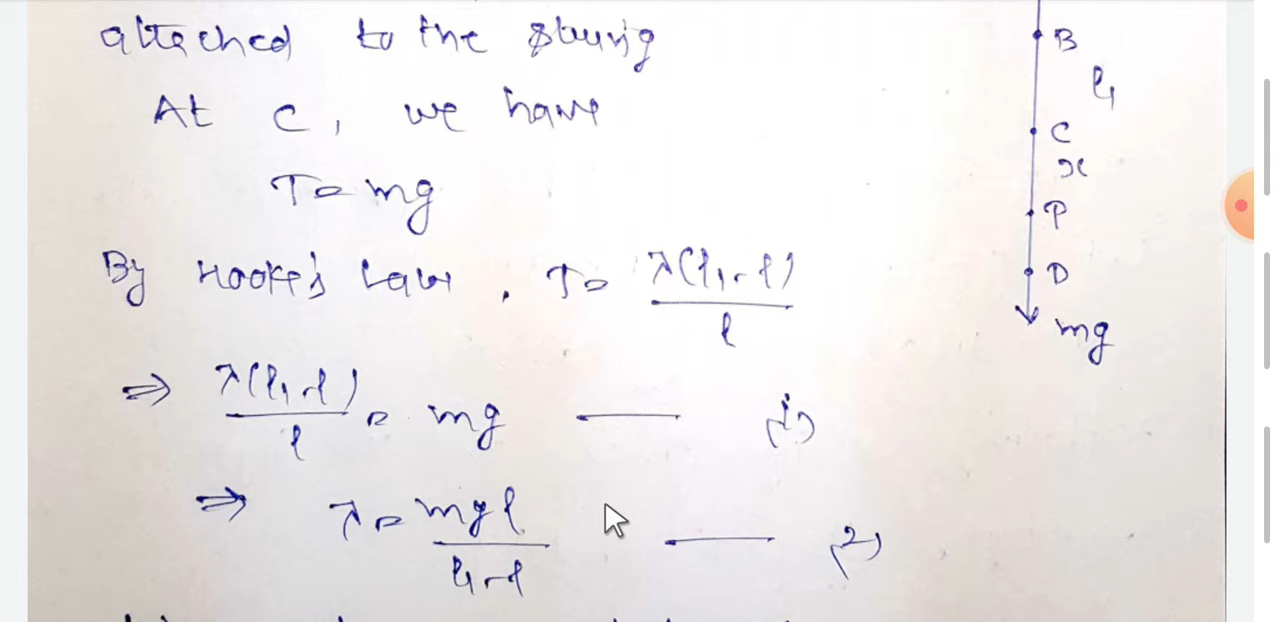 attached to the string
At C, we have
T = mg
By Hooke's Law, T = λ(l₁-l)/l
⇒ λ(l₁-l)/l = mg —— (1)
⇒ λ = mgl/(l₁-l) —— (2)
B
l₁
C
x
P
D
mg